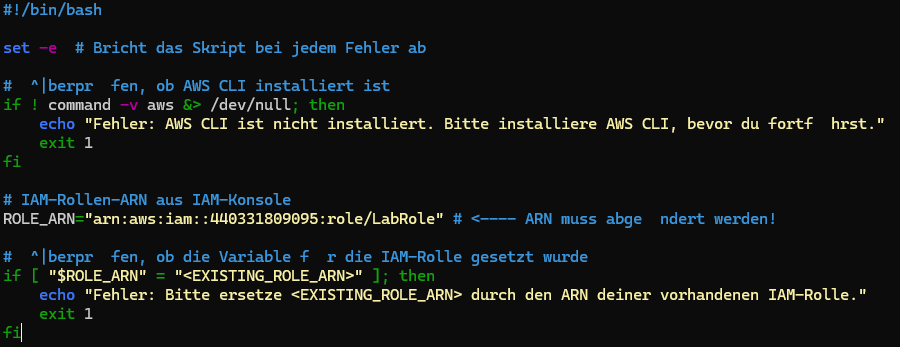 #!/bin/bash
set -e  # Bricht das Skript bei jedem Fehler ab
#  ^|berpr  fen, ob AWS CLI installiert ist
if ! command -v aws &> /dev/null; then
    echo "Fehler: AWS CLI ist nicht installiert. Bitte installiere AWS CLI, bevor du fortf  hrst."
    exit 1
fi
# IAM-Rollen-ARN aus IAM-Konsole
ROLE_ARN="arn:aws:iam::440331809095:role/LabRole" # <---- ARN muss abge  ndert werden!
#  ^|berpr  fen, ob die Variable f  r die IAM-Rolle gesetzt wurde
if [ "$ROLE_ARN" = "<EXISTING_ROLE_ARN>" ]; then
    echo "Fehler: Bitte ersetze <EXISTING_ROLE_ARN> durch den ARN deiner vorhandenen IAM-Rolle."
    exit 1
fi